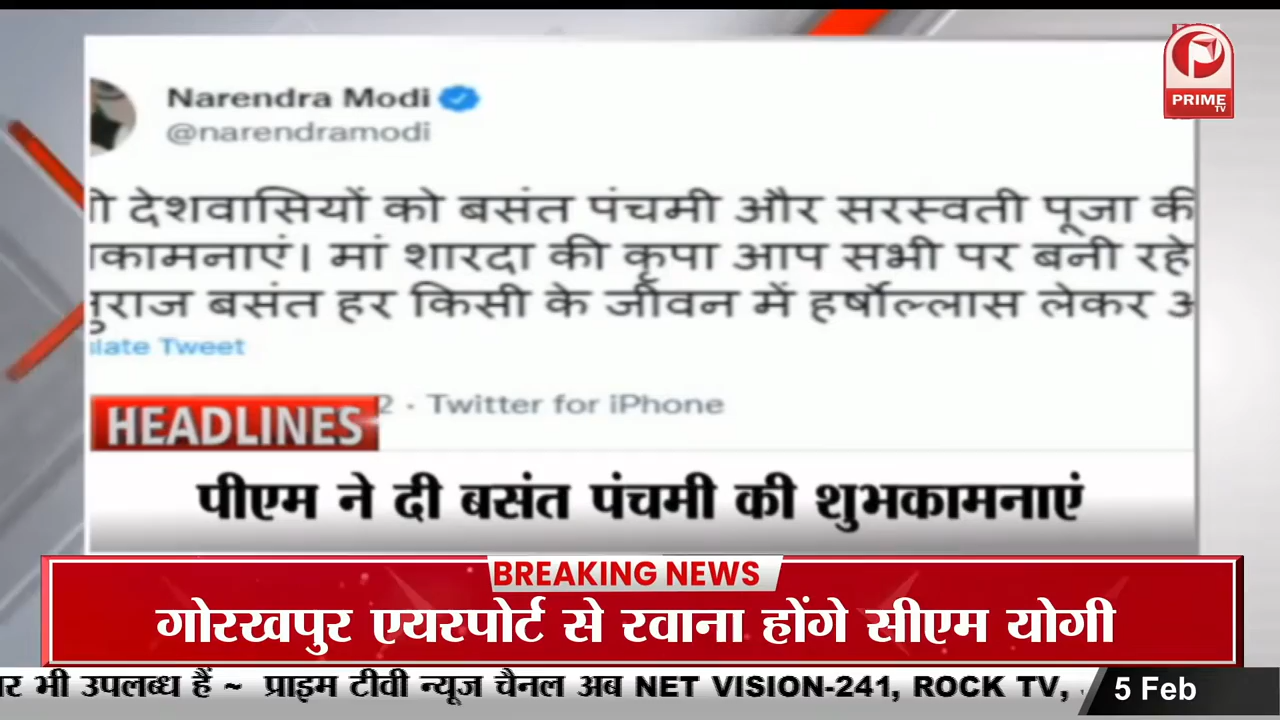 PRIME
TV
Narendra Modi
@narendramodi
देशवासियों को बसंत पंचमी और सरस्वती पूजा की
कामनाएं। मां शारदा की कृपा आप सभी पर बनी रहे
राज बसंत हर किसी के जीवन में हर्षोल्लास लेकर
late Tweet
2 · Twitter for iPhone
HEADLINES
पीएम ने दी बसंत पंचमी की शुभकामनाएं
BREAKING NEWS
गोरखपुर एयरपोर्ट से रवाना होंगे सीएम योगी
र भी उपलब्ध हैं ~ प्राइम टीवी न्यूज चैनल अब NET VISION-241, ROCK TV,
5 Feb